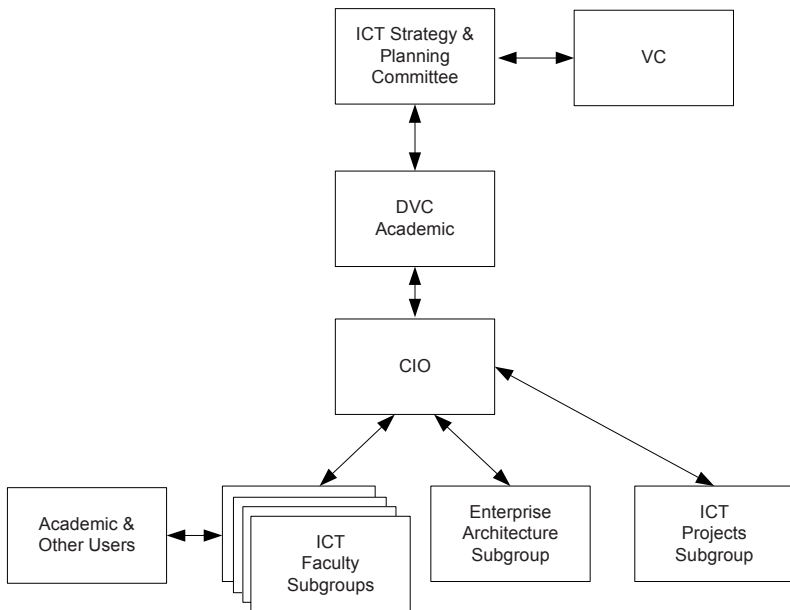 ICT Strategy &
Planning
Committee
VC
DVC
Academic
CIO
Academic &
Other Users
ICT
Faculty
Subgroups
Enterprise
Architecture
Subgroup
ICT
Projects
Subgroup